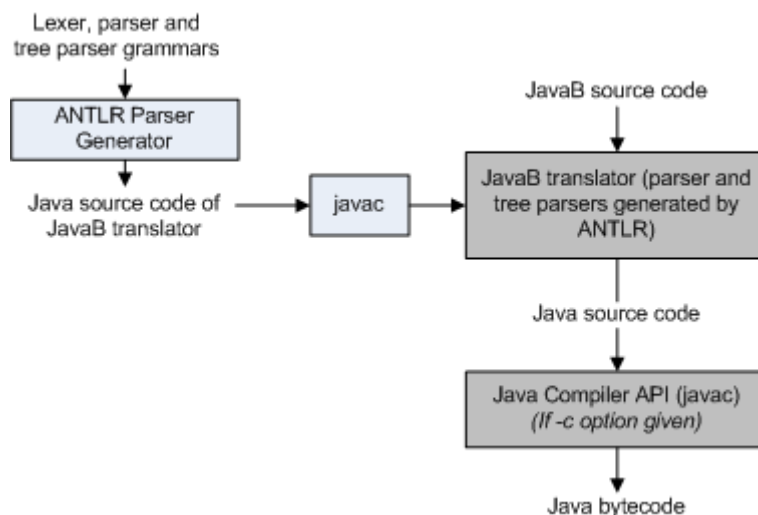 Lexer, parser and
tree parser grammars
ANTLR Parser
Generator
Java source code of
JavaB translator
javac
JavaB source code
JavaB translator (parser and
tree parsers generated by
ANTLR)
Java source code
Java Compiler API (javac)
(If -c option given)
Java bytecode